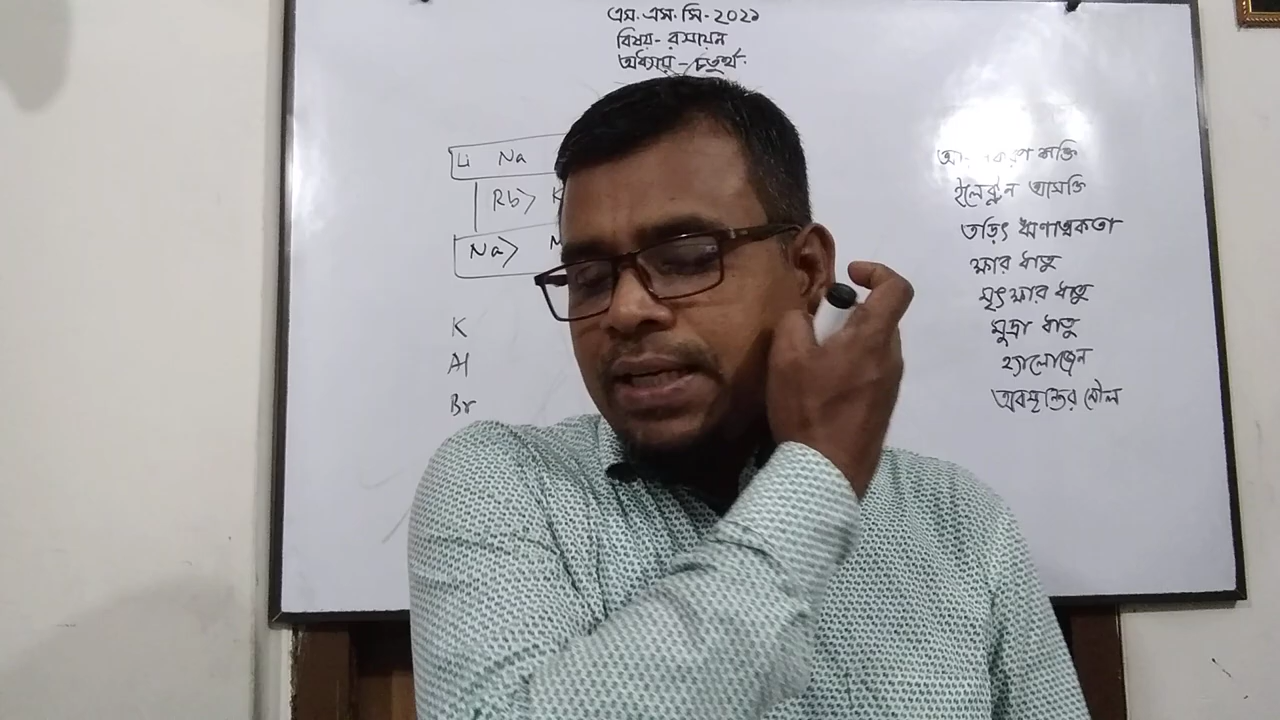 এস.এস.সি-২০২১
বিষয়- রসায়ন
অধ্যায় - চতুর্থ
Li Na
Rb> K
Na>
K
Al
Br
শক্তি
ইলেকট্রন আসক্তি
তড়িৎ ঋণাত্মকতা
ক্ষার ধাতু
মৃৎক্ষার ধাতু
মুদ্রা ধাতু
হ্যালোজেন
অবস্থান্তর মৌল